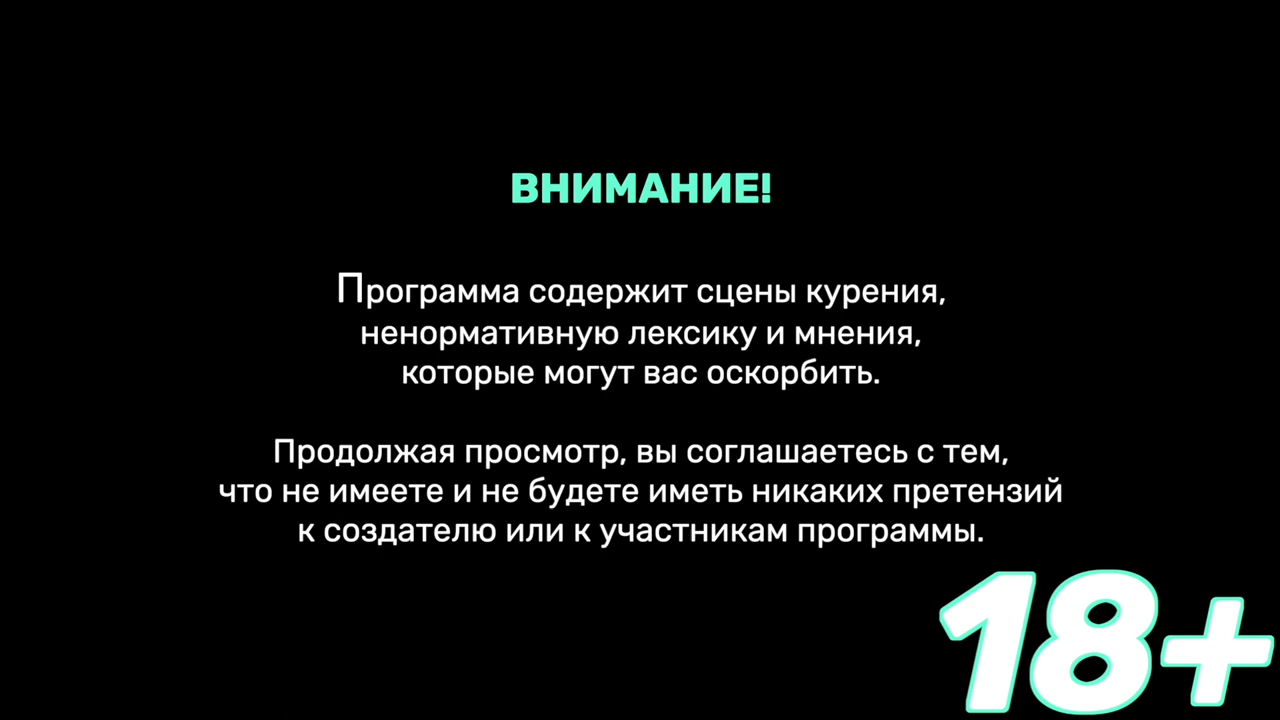 ВНИМАНИЕ!
Программа содержит сцены курения,
ненормативную лексику и мнения,
которые могут вас оскорбить.
Продолжая просмотр, вы соглашаетесь с тем,
что не имеете и не будете иметь никаких претензий
к создателю или к участникам программы.
18+